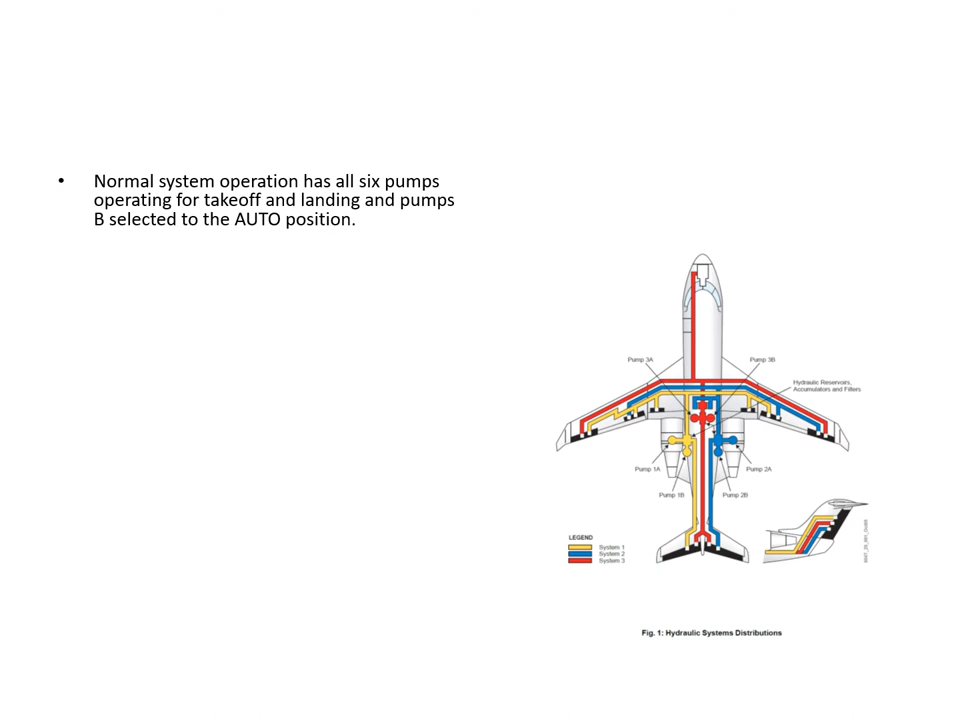 • Normal system operation has all six pumps
operating for takeoff and landing and pumps
B selected to the AUTO position.
Pump 3A
Pump 3B
Hydraulic Reservoirs,
Accumulators and Filters
Pump 1A
Pump 2A
Pump 1B
Pump 2B
LEGEND
System 1
System 2
System 3
Fig. 1: Hydraulic Systems Distributions